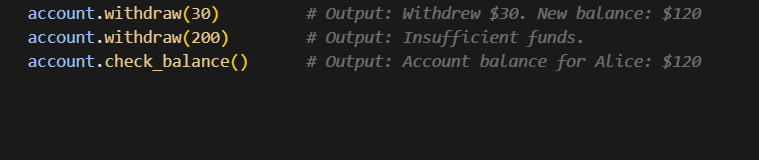 account.withdraw(30)          # Output: Withdrew $30. New balance: $120
account.withdraw(200)         # Output: Insufficient funds.
account.check_balance()       # Output: Account balance for Alice: $120